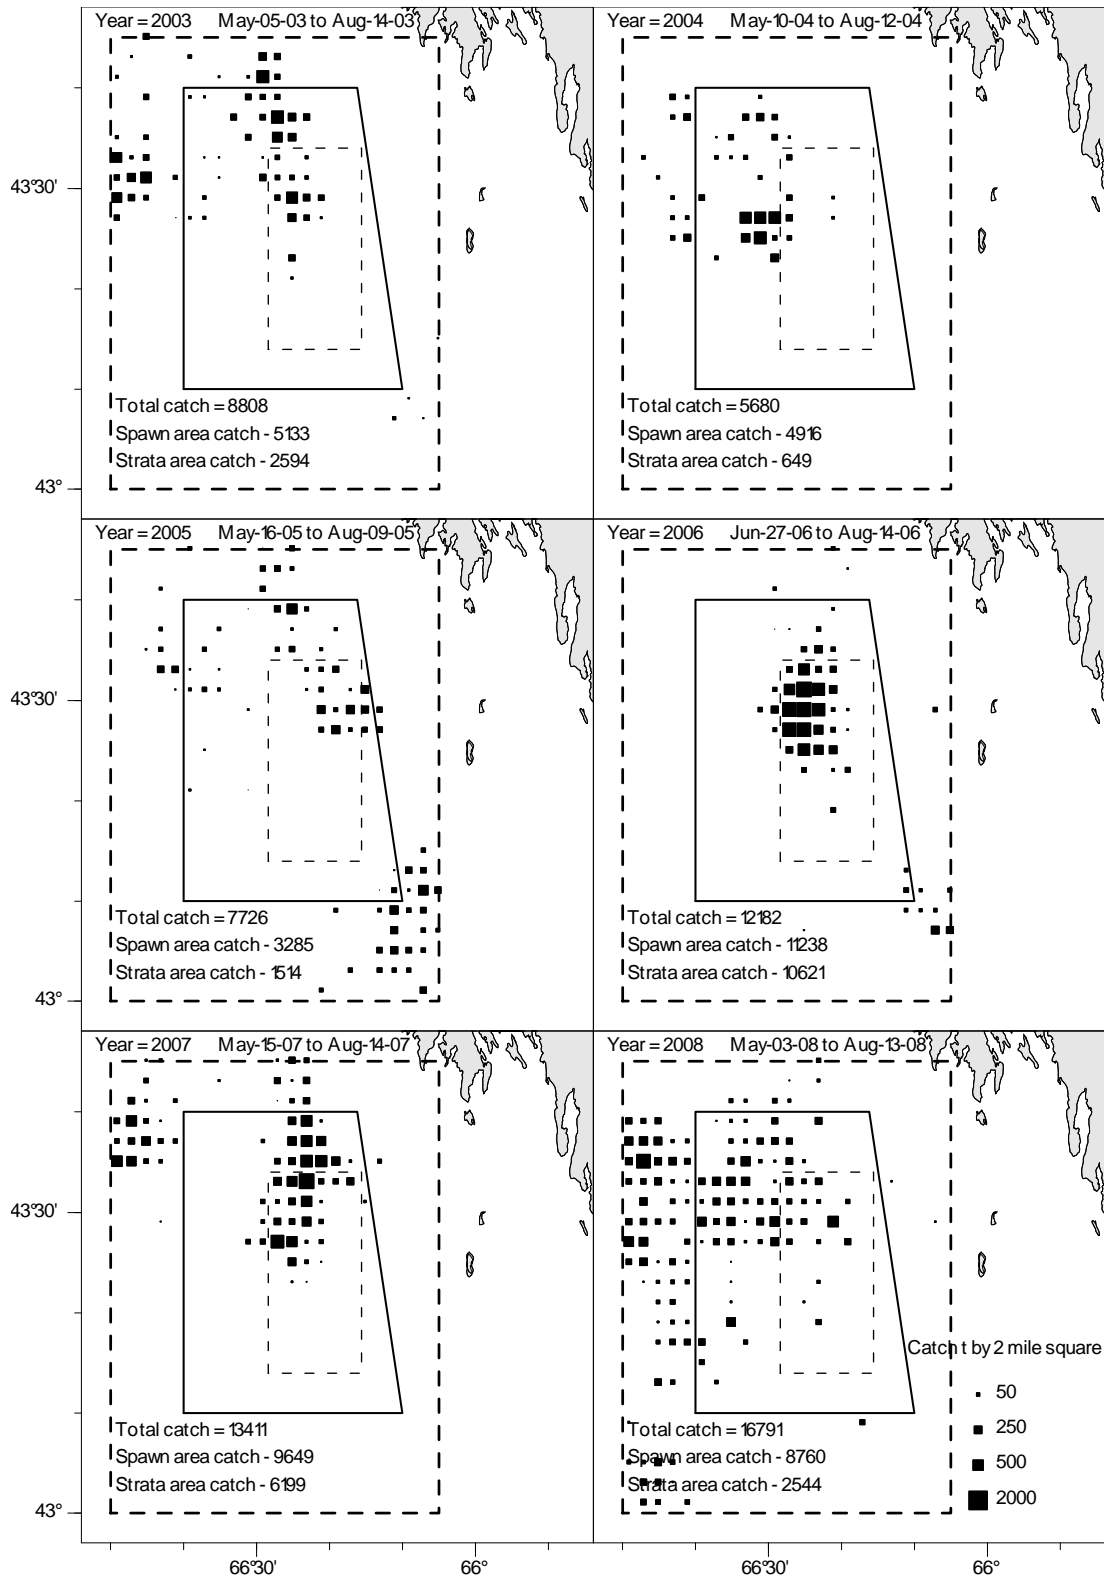 Year = 2003 May-05-03 to Aug-14-03
43°30'
Total catch = 8808
Spawn area catch - 5133
Strata area catch - 2594
43°
Year = 2004 May-10-04 to Aug-12-04
Total catch = 5680
Spawn area catch - 4916
Strata area catch - 649
Year = 2005 May-16-05 to Aug-09-05
43°30'
Total catch = 7726
Spawn area catch - 3285
Strata area catch - 1514
43°
Year = 2006 Jun-27-06 to Aug-14-06
Total catch = 12182
Spawn area catch - 11238
Strata area catch - 10621
Year = 2007 May-15-07 to Aug-14-07
43°30'
Total catch = 13411
Spawn area catch - 9649
Strata area catch - 6199
43°
66°30' 66°
Year = 2008 May-03-08 to Aug-13-08
Catch t by 2 mile square
50
250
500
2000
Total catch = 16791
Spawn area catch - 8760
Strata area catch - 2544
66°30' 66°